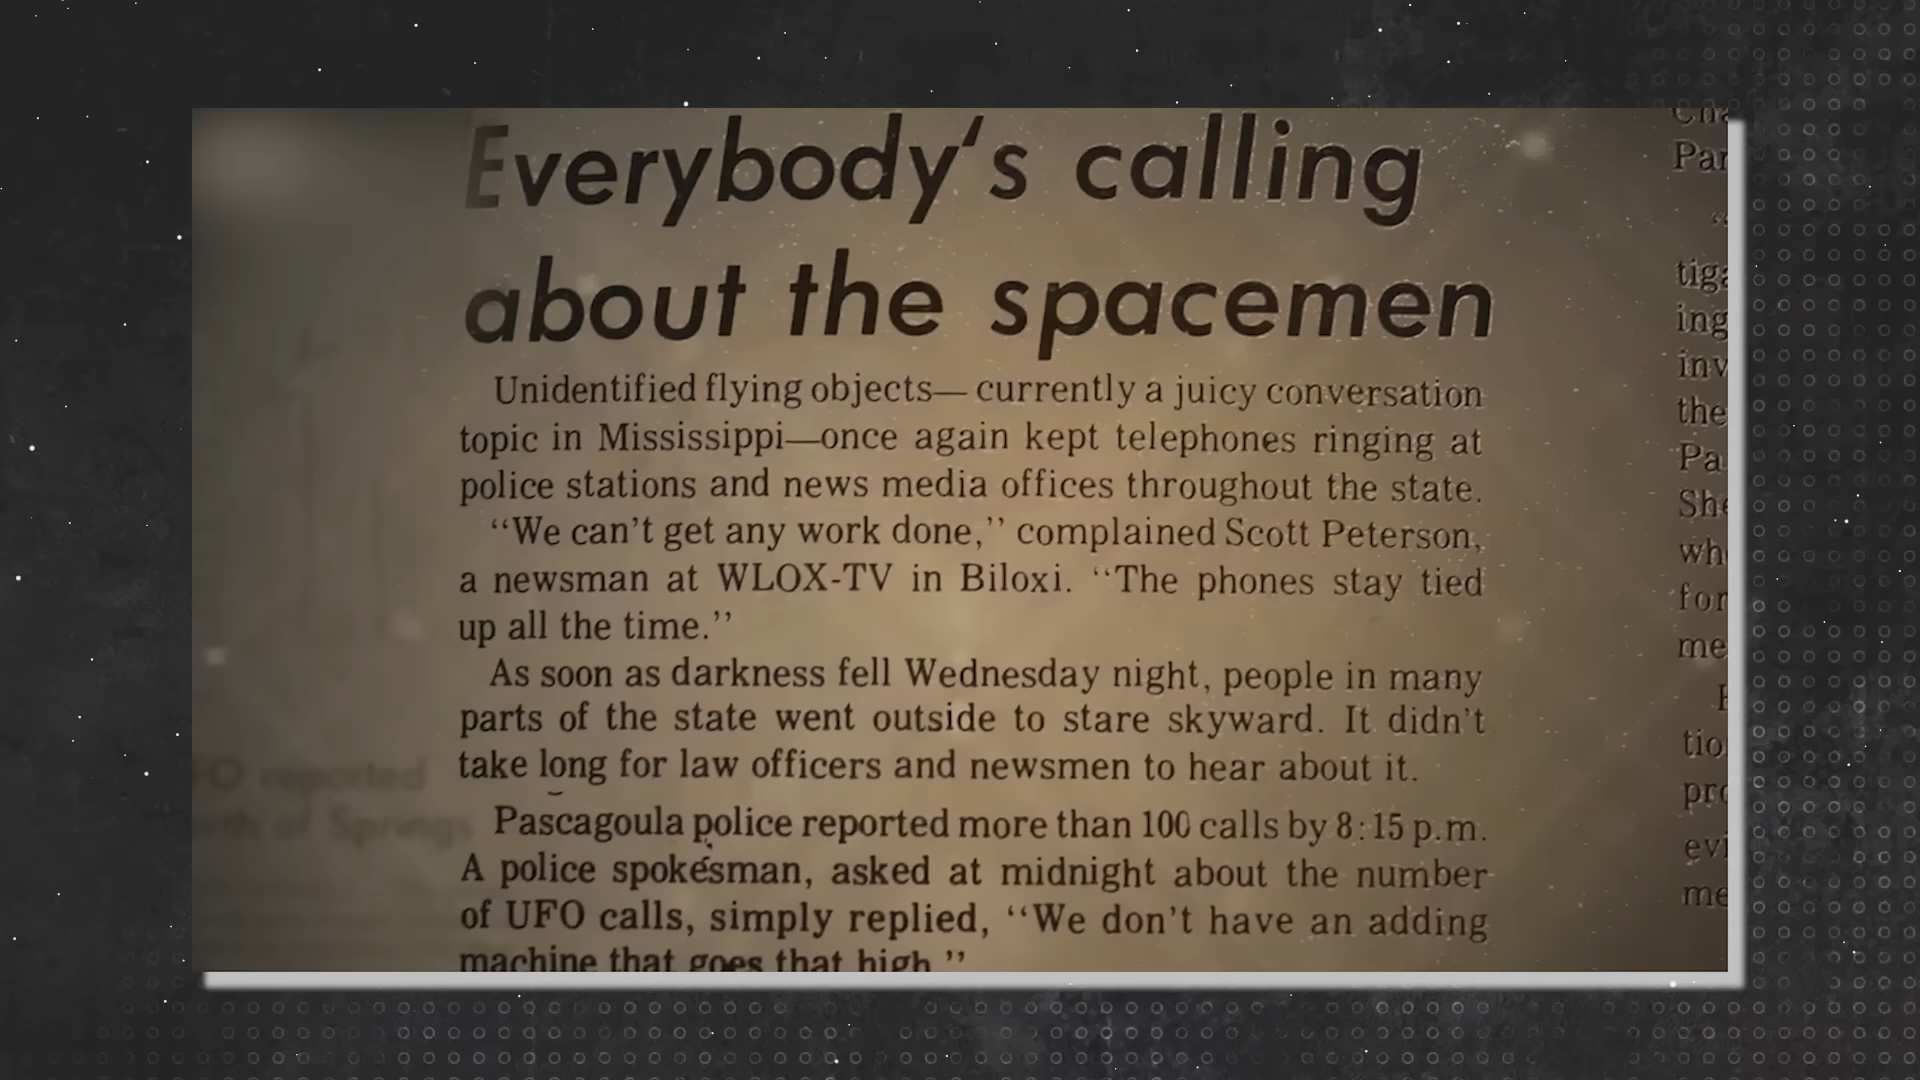 Everybody's calling
about the spacemen
Unidentified flying objects— currently a juicy conversation
topic in Mississippi—once again kept telephones ringing at
police stations and news media offices throughout the state.
“We can't get any work done,” complained Scott Peterson,
a newsman at WLOX-TV in Biloxi. “The phones stay tied
up all the time.”
As soon as darkness fell Wednesday night, people in many
parts of the state went outside to stare skyward. It didn't
take long for law officers and newsmen to hear about it.
Pascagoula police reported more than 100 calls by 8:15 p.m.
A police spokesman, asked at midnight about the number
of UFO calls, simply replied, “We don't have an adding
machine that goes that high.”
reported
of Springs